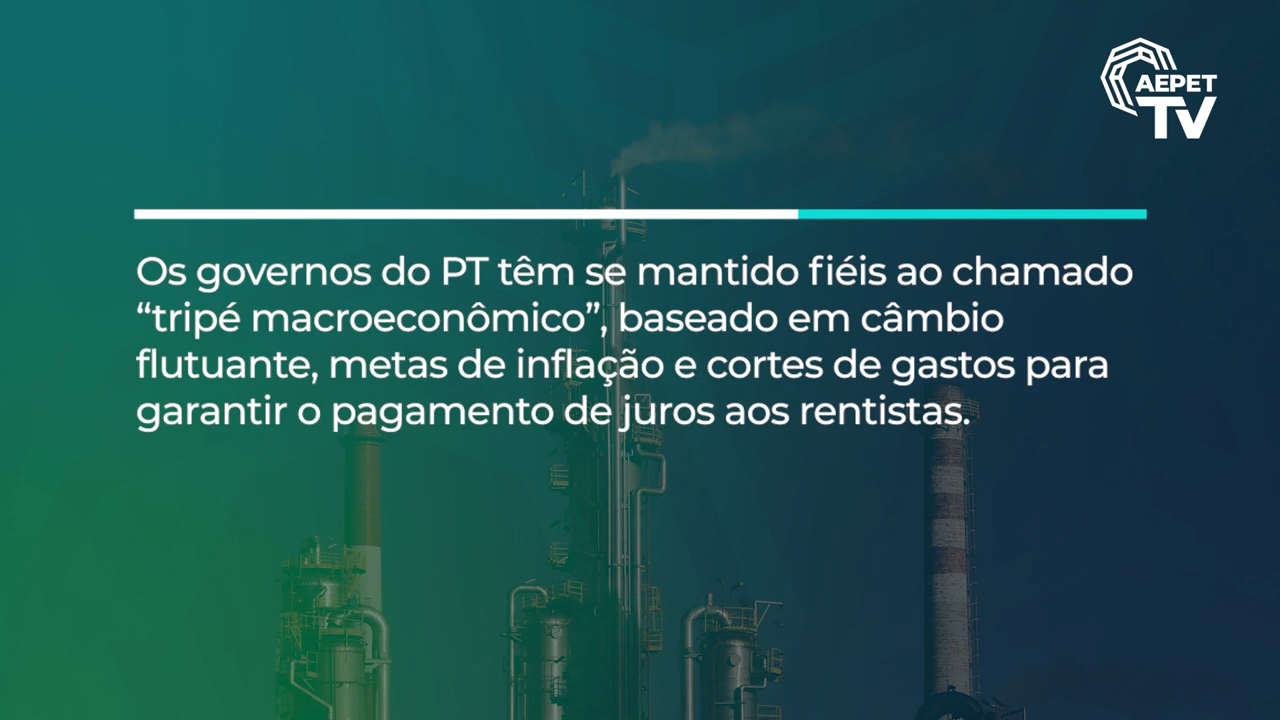 AEPET
TV
Os governos do PT têm se mantido fiéis ao chamado
“tripé macroeconômico”, baseado em câmbio
flutuante, metas de inflação e cortes de gastos para
garantir o pagamento de juros aos rentistas.